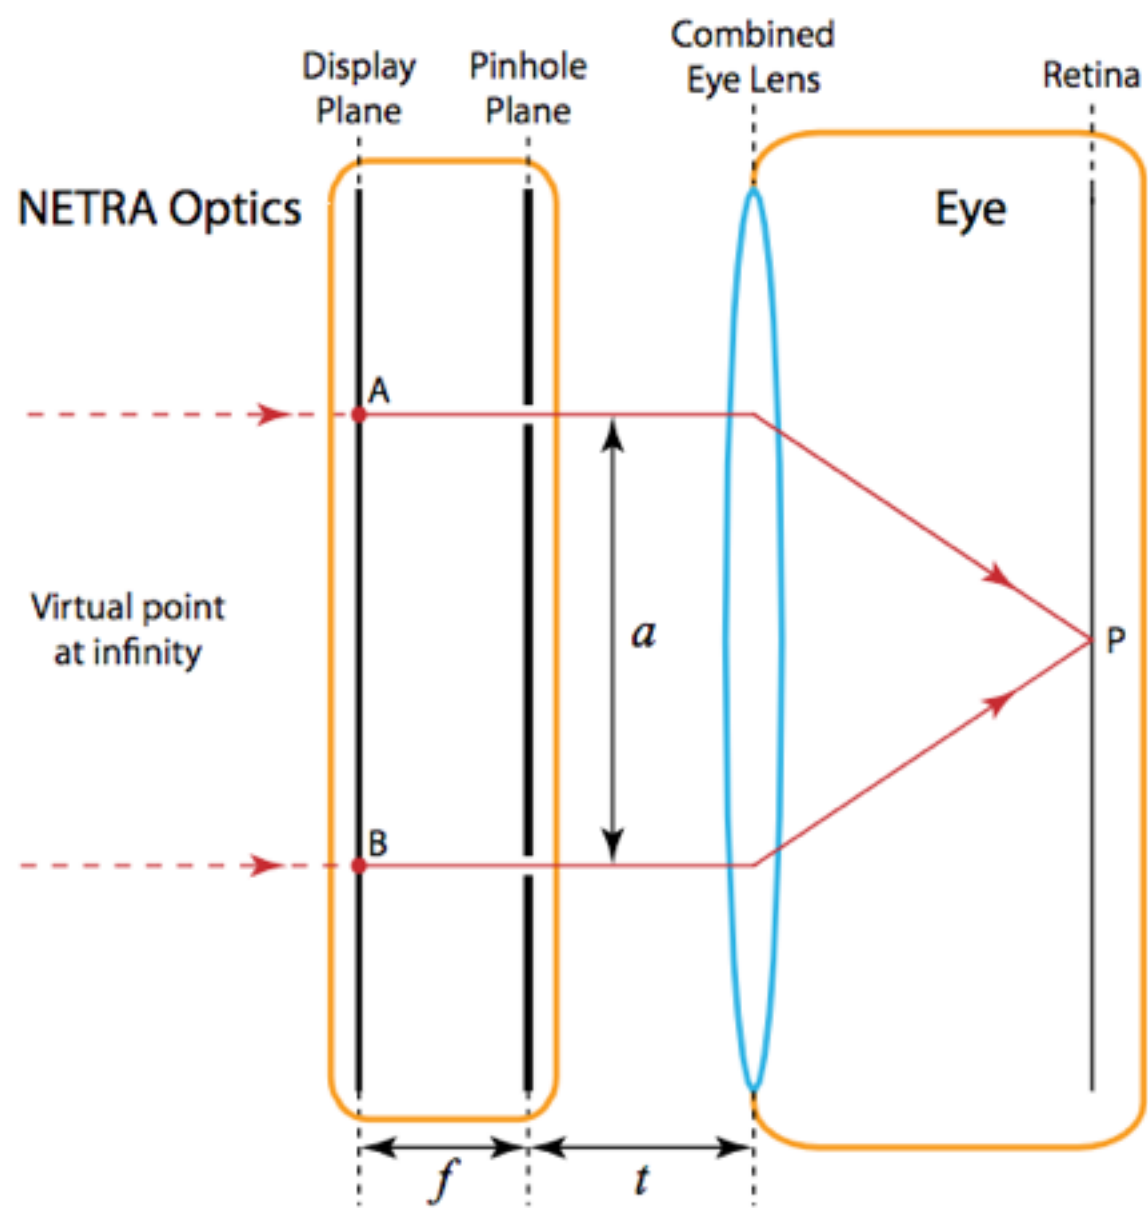 Display
Plane
Pinhole
Plane
Combined
Eye Lens
Retina
NETRA Optics
Eye
A
Virtual point
at infinity
a
P
B
f
t